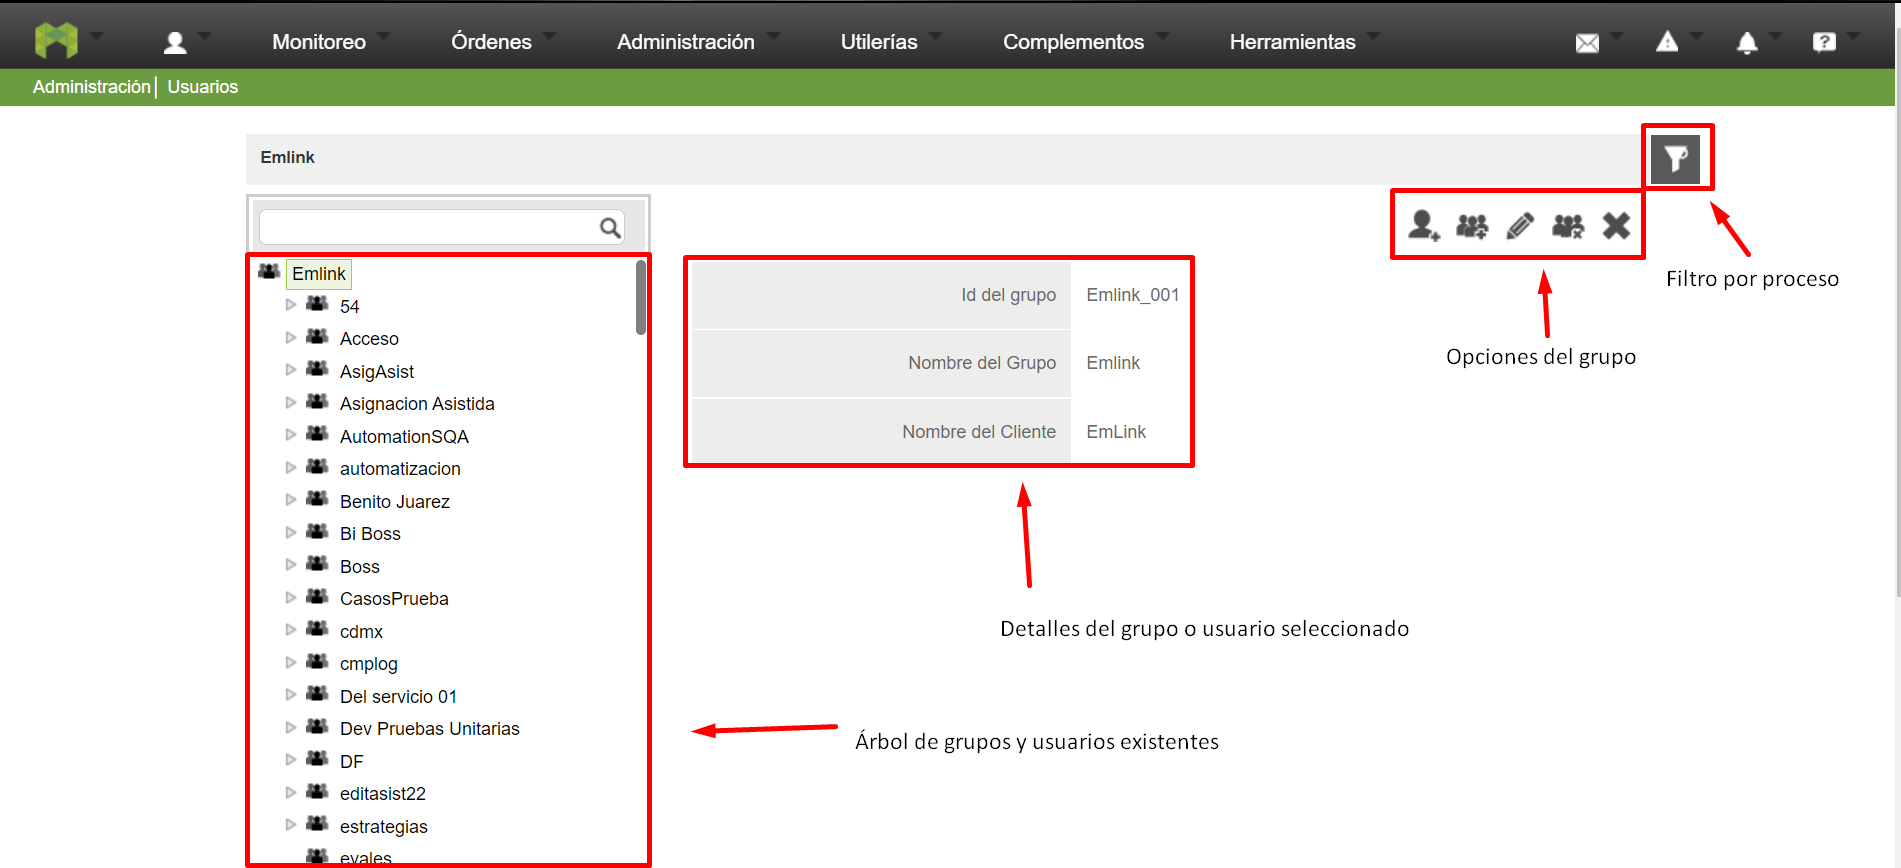 Monitoreo Órdenes Administración Utilerías Complementos Herramientas
Administración Usuarios
Emlink
Emlink
54
Acceso
AsigAsist
Asignacion Asistida
AutomationSQA
automatizacion
Benito Juarez
Bi Boss
Boss
CasosPrueba
cdmx
cmplog
Del servicio 01
Dev Pruebas Unitarias
DF
editasist22
estrategias
evales
Id del grupo Emlink_001
Nombre del Grupo Emlink
Nombre del Cliente EmLink
Filtro por proceso
Opciones del grupo
Detalles del grupo o usuario seleccionado
Árbol de grupos y usuarios existentes